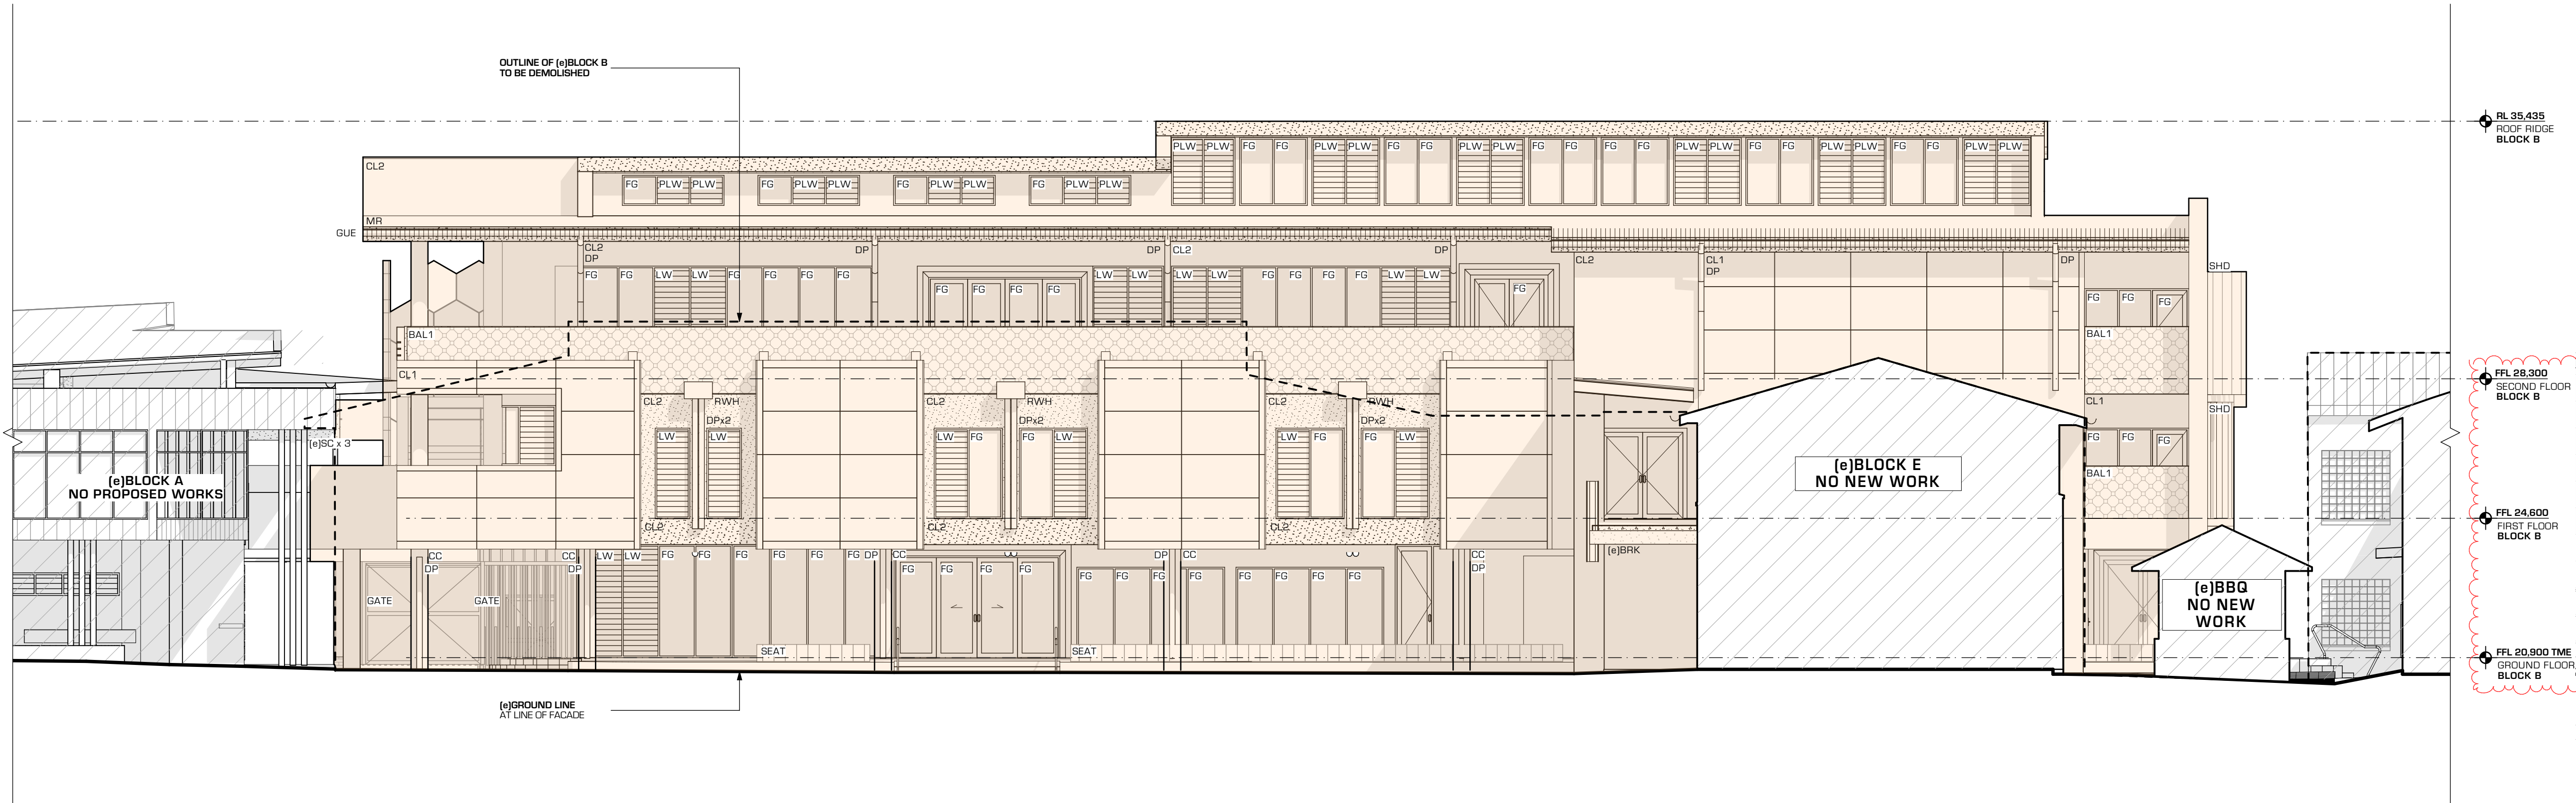 OUTLINE OF (e)BLOCK B
TO BE DEMOLISHED
RL 35,435
ROOF RIDGE
BLOCK B
PLW PLW FG FG PLW PLW FG FG PLW PLW FG FG FG FG PLW PLW FG FG PLW PLW FG FG PLW PLW
CL2
FG PLW PLW FG PLW PLW FG PLW PLW FG PLW PLW
MR
GUE
CL2 DP DP CL2 DP CL2 CL1 DP
DP DP
SHD
FG FG LW LW FG FG FG FG LW LW LW LW FG FG FG FG LW LW
FG FG FG FG FG
FG FG FG
BAL1 BAL1
CL1
FFL 28,300
SECOND FLOOR
BLOCK B
CL2 RWH CL2 RWH CL2 RWH CL1
SHD
DPx2 DPx2 DPx2
LW LW LW FG FG LW LW FG FG LW
FG FG FG
(e)SC x 3
(e)BLOCK A
NO PROPOSED WORKS
(e)BLOCK E
NO NEW WORK
BAL1
FFL 24,600
FIRST FLOOR
BLOCK B
CL2 CL2 CL2
(e)BRK
CC CC LW LW FG FG FG FG FG FG DP CC DP CC CC
DP DP DP
FG FG FG FG FG FG FG FG FG FG FG FG
GATE GATE
(e)BBQ
NO NEW
WORK
SEAT SEAT
FFL 20,900 TME
GROUND FLOOR
BLOCK B
(e)GROUND LINE
AT LINE OF FACADE